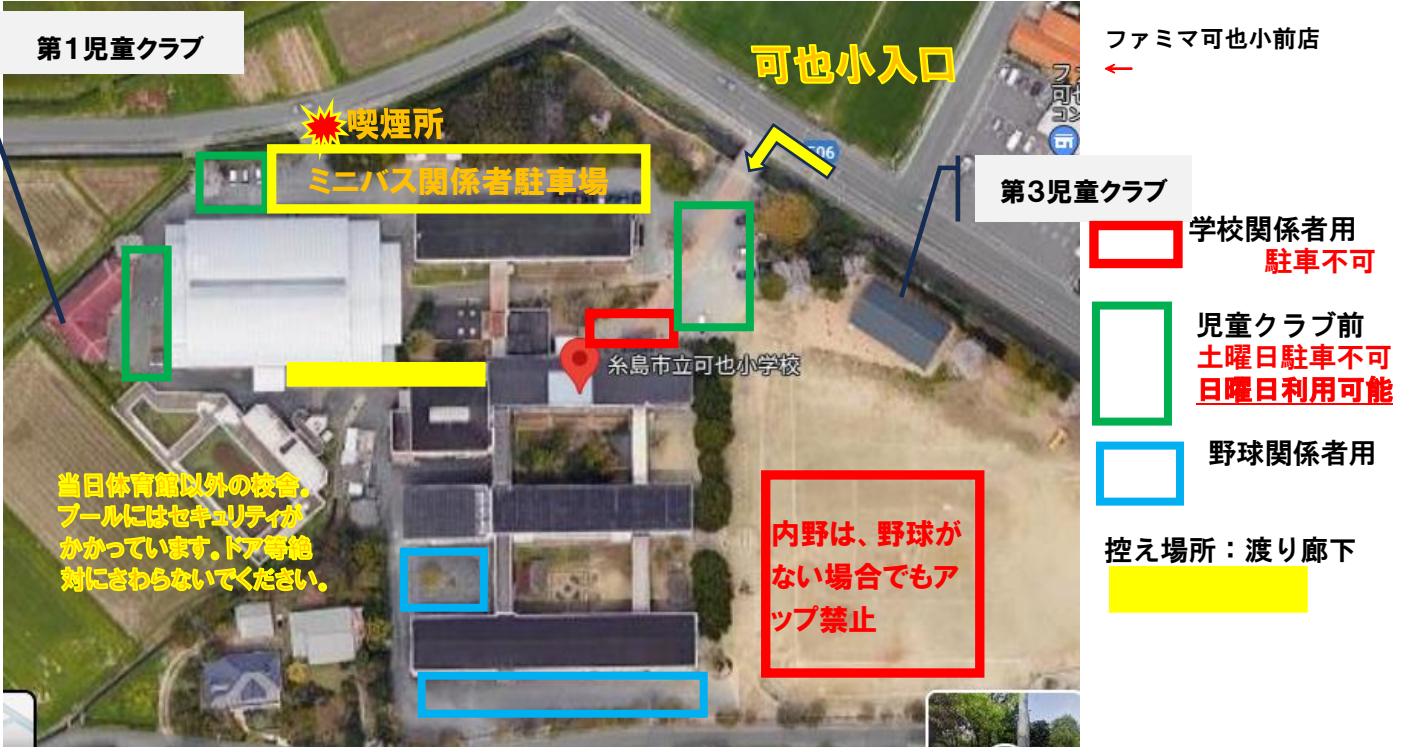 第1児童クラブ
可也小入口
ファミマ可也小前店
←
喫煙所
ミニバス関係者駐車場
第3児童クラブ
学校関係者用
駐車不可
児童クラブ前
土曜日駐車不可
日曜日利用可能
糸島市立可也小学校
野球関係者用
当日体育館以外の校舎。
プールにはセキュリティが
かかっています。ドア等絶
対にさわらないでください。
内野は、野球が
ない場合でもア
ップ禁止
控え場所：渡り廊下